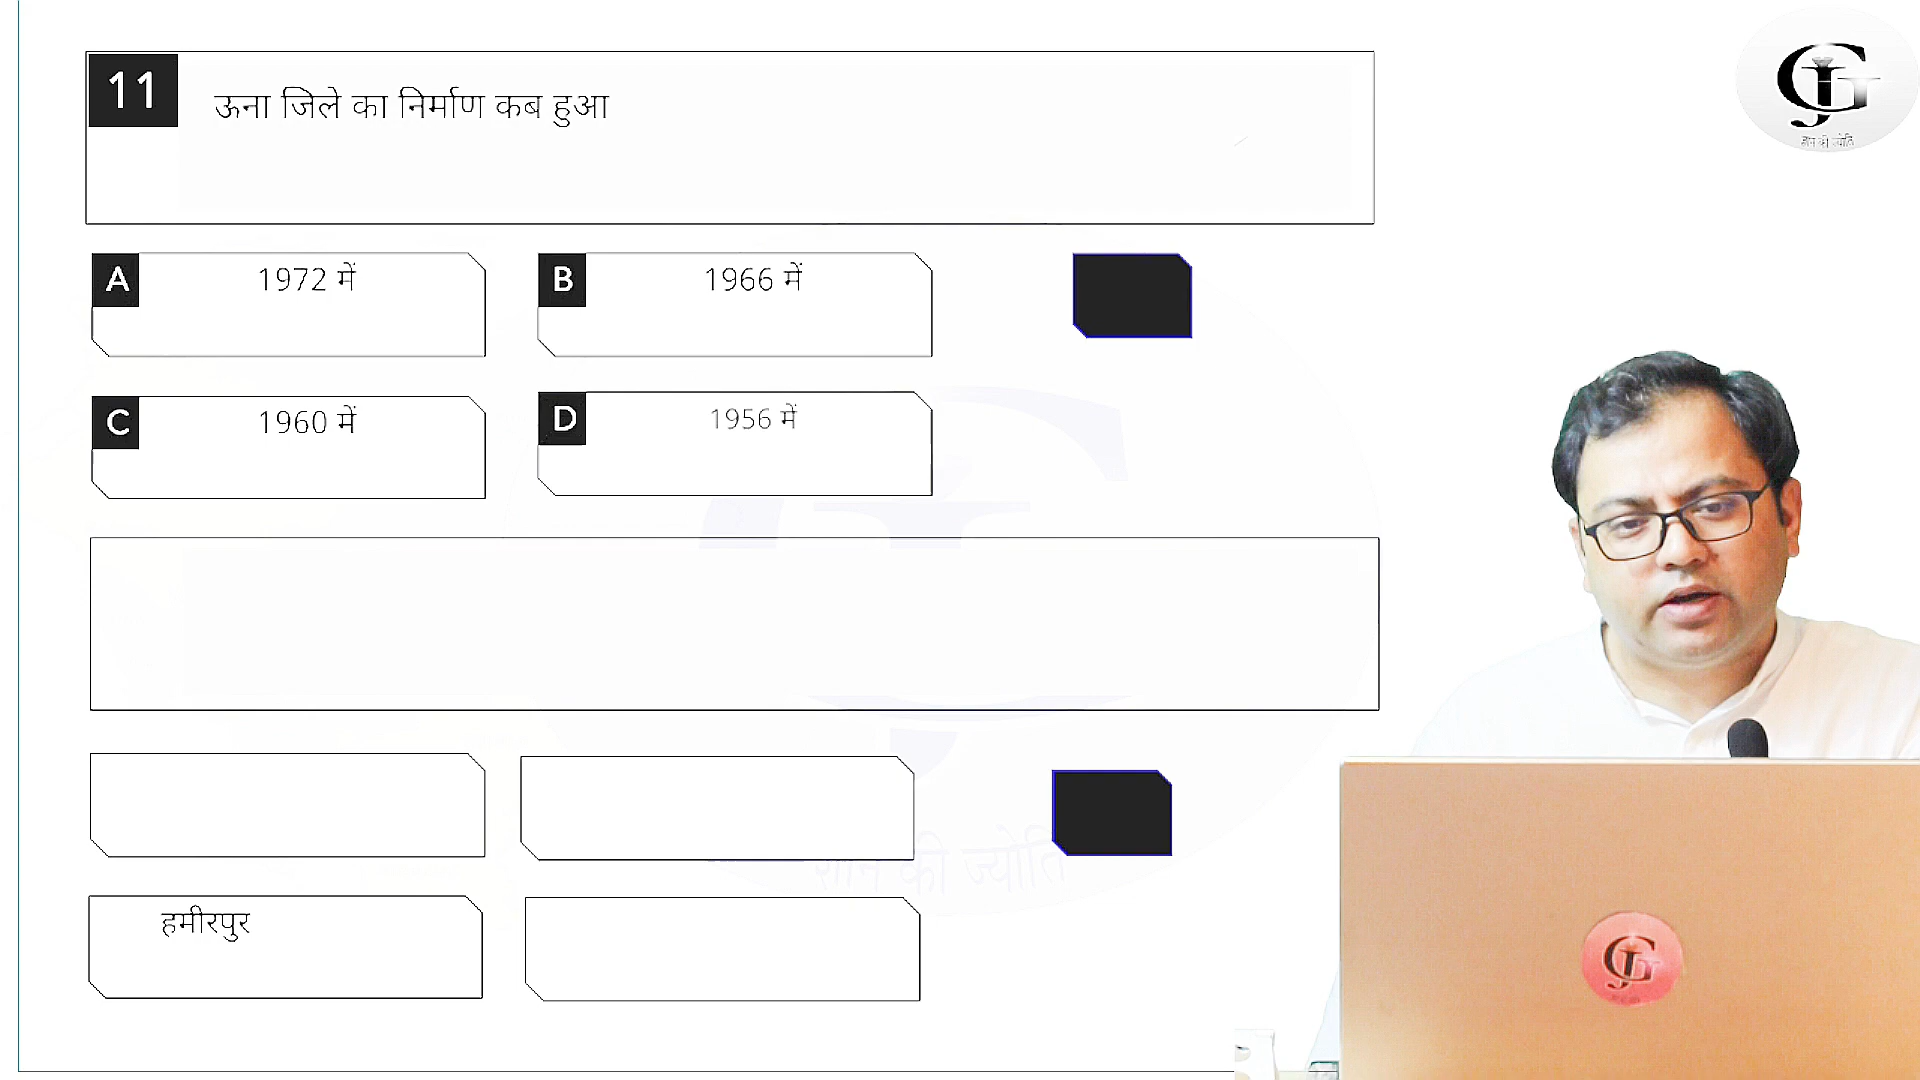 11
ऊना जिले का निर्माण कब हुआ
A 1972 में
B 1966 में
C 1960 में
D 1956 में
हमीरपुर
ज्ञान की ज्योति